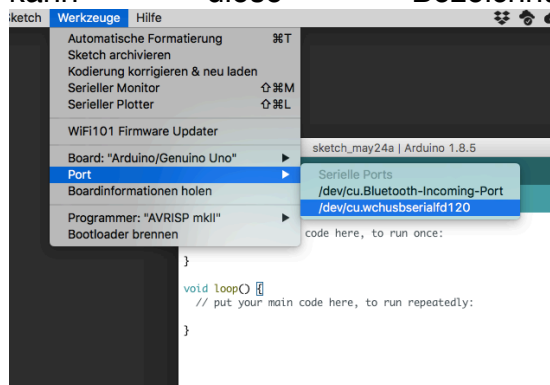 kann diese
Sketch Werkzeuge Hilfe
Automatische Formatierung ⌘T
Sketch archivieren
Kodierung korrigieren & neu laden
Serieller Monitor ⇧⌘M
Serieller Plotter ⇧⌘L
WiFi101 Firmware Updater
sketch_may24a | Arduino 1.8.5
Board: "Arduino/Genuino Uno" ▶
Port ▶
Serielle Ports
Boardinformationen holen
/dev/cu.Bluetooth-Incoming-Port
/dev/cu.wchusbserialfd120
Programmer: "AVRISP mkII" ▶
Bootloader brennen
code here, to run once:
}
void loop() {
// put your main code here, to run repeatedly:
}